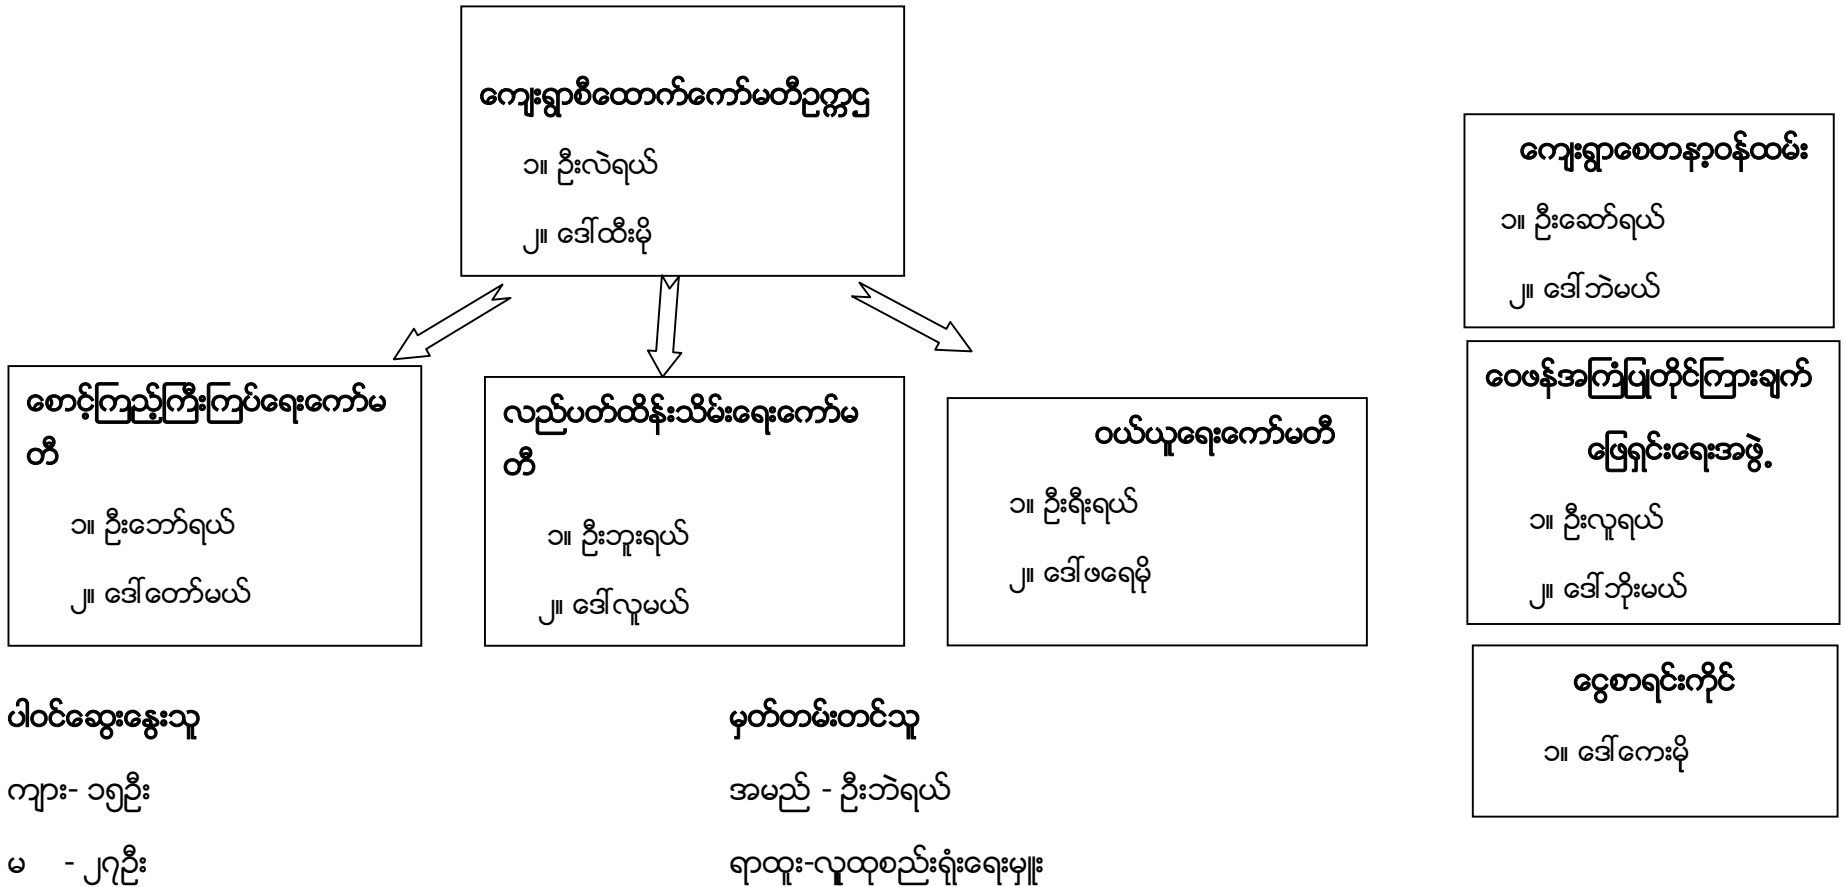 ကျေးရွာစီထောက်ကော်မတီဥက္ကဌ
၁။ ဦးလဲရယ်
၂။ ဒေါ်ထီးမို
စောင့်ကြည့်ကြီးကြပ်ရေးကော်မ
တီ
၁။ ဦးဘော်ရယ်
၂။ ဒေါ်တော်မယ်
လည်ပတ်ထိန်းသိမ်းရေးကော်မ
တီ
၁။ ဦးဘူးရယ်
၂။ ဒေါ်လူမယ်
ဝယ်ယူရေးကော်မတီ
၁။ ဦးရီးရယ်
၂။ ဒေါ်ဖရေမို
ကျေးရွာစေတနာ့ဝန်ထမ်း
၁။ ဦးဆော်ရယ်
၂။ ဒေါ်ဘဲမယ်
ဝေဖန်အကြံပြုတိုင်ကြားချက်
ဖြေရှင်းရေးအဖွဲ့
၁။ ဦးလူရယ်
၂။ ဒေါ်ဘိုးမယ်
ငွေစာရင်းကိုင်
၁။ ဒေါ်ကေးမို
ပါဝင်ဆွေးနွေးသူ
ကျား- ၁၅ဦး
မ - ၂၇ဦး
မှတ်တမ်းတင်သူ
အမည် - ဦးဘဲရယ်
ရာထူး-လူထုစည်းရုံးရေးမှူး